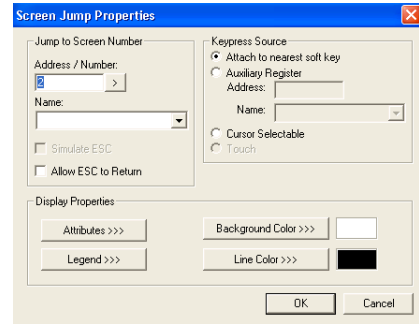 Screen Jump Properties
Jump to Screen Number
Address / Number:
2
>
Name:
Simulate ESC
Allow ESC to Return
Keypress Source
Attach to nearest soft key
Auxiliary Register
Address:
Name:
Cursor Selectable
Touch
Display Properties
Attributes >>>
Background Color >>>
Legend >>>
Line Color >>>
OK
Cancel